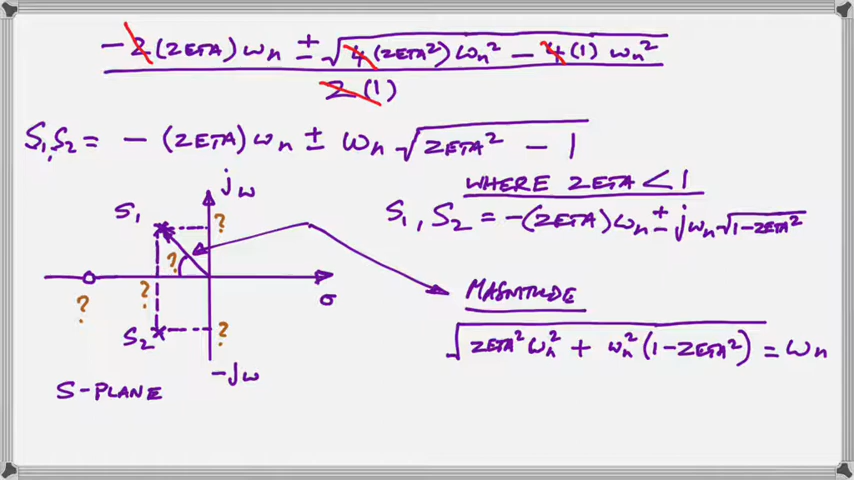 -2(ZETA)ωn ± √4(ZETA²)ωn² - 4(1)ωn²
2(1)
S1, S2 = -(ZETA)ωn ± ωn√ZETA² - 1
WHERE ZETA < 1
S1, S2 = -(ZETA)ωn ± jωn√1-ZETA²
jω
S1
?
?
?
?
σ
S2
?
-jω
S-PLANE
MAGNITUDE
√ZETA²ωn² + ωn²(1-ZETA²) = ωn